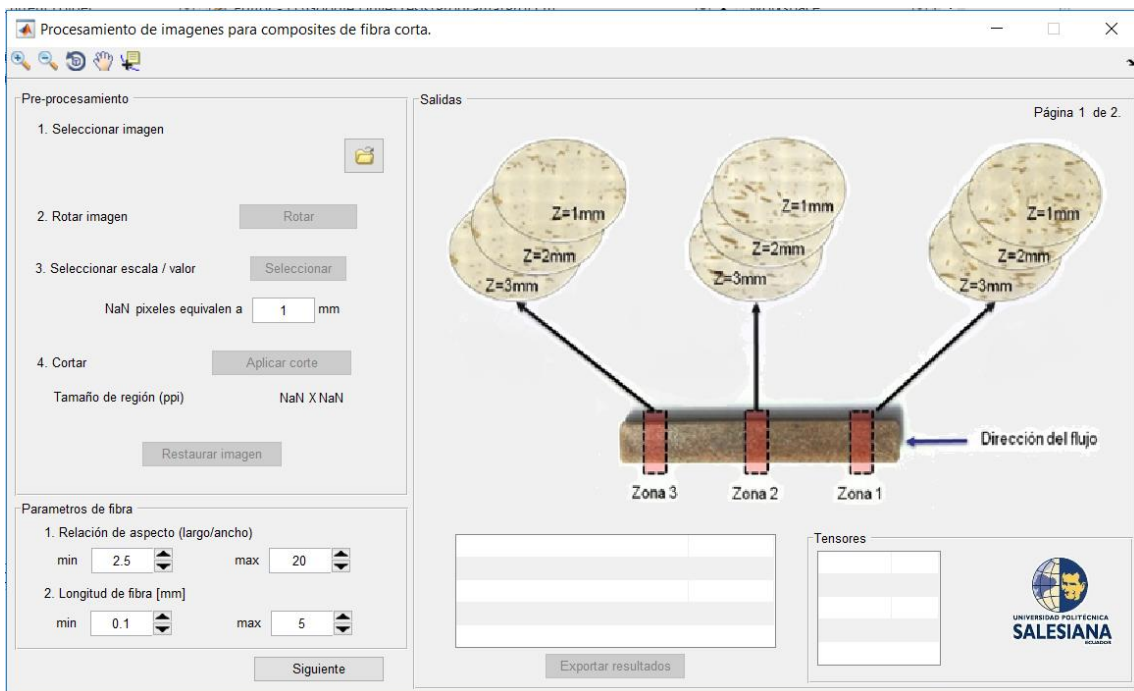 Procesamiento de imagenes para composites de fibra corta.
Pre-procesamiento
1. Seleccionar imagen
2. Rotar imagen
Rotar
3. Seleccionar escala / valor
Seleccionar
NaN pixeles equivalen a 1 mm
4. Cortar
Aplicar corte
Tamaño de región (ppi)
NaN X NaN
Restaurar imagen
Parametros de fibra
1. Relación de aspecto (largo/ancho)
min 2.5 max 20
2. Longitud de fibra [mm]
min 0.1 max 5
Siguiente
Salidas
Página 1 de 2.
Z=1mm
Z=2mm
Z=3mm
Z=1mm
Z=2mm
Z=3mm
Z=1mm
Z=2mm
Z=3mm
Dirección del flujo
Zona 3
Zona 2
Zona 1
Exportar resultados
Tensores
UNIVERSIDAD POLITÉCNICA
SALESIANA
ECUADOR